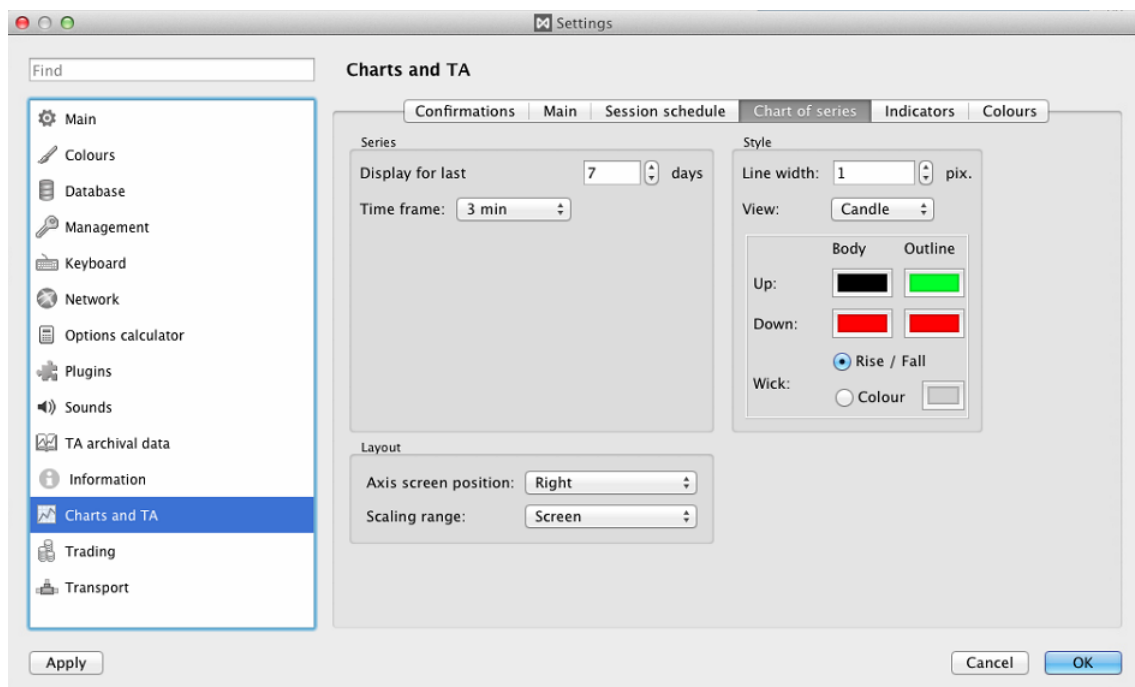 Settings
Find
Main
Colours
Database
Management
Keyboard
Network
Options calculator
Plugins
Sounds
TA archival data
Information
Charts and TA
Trading
Transport
Charts and TA
Confirmations Main Session schedule Chart of series Indicators Colours
Series
Display for last 7 days
Time frame: 3 min
Style
Line width: 1 pix.
View: Candle
Body Outline
Up:
Down:
Wick:
Rise / Fall
Colour
Layout
Axis screen position: Right
Scaling range: Screen
Apply Cancel OK